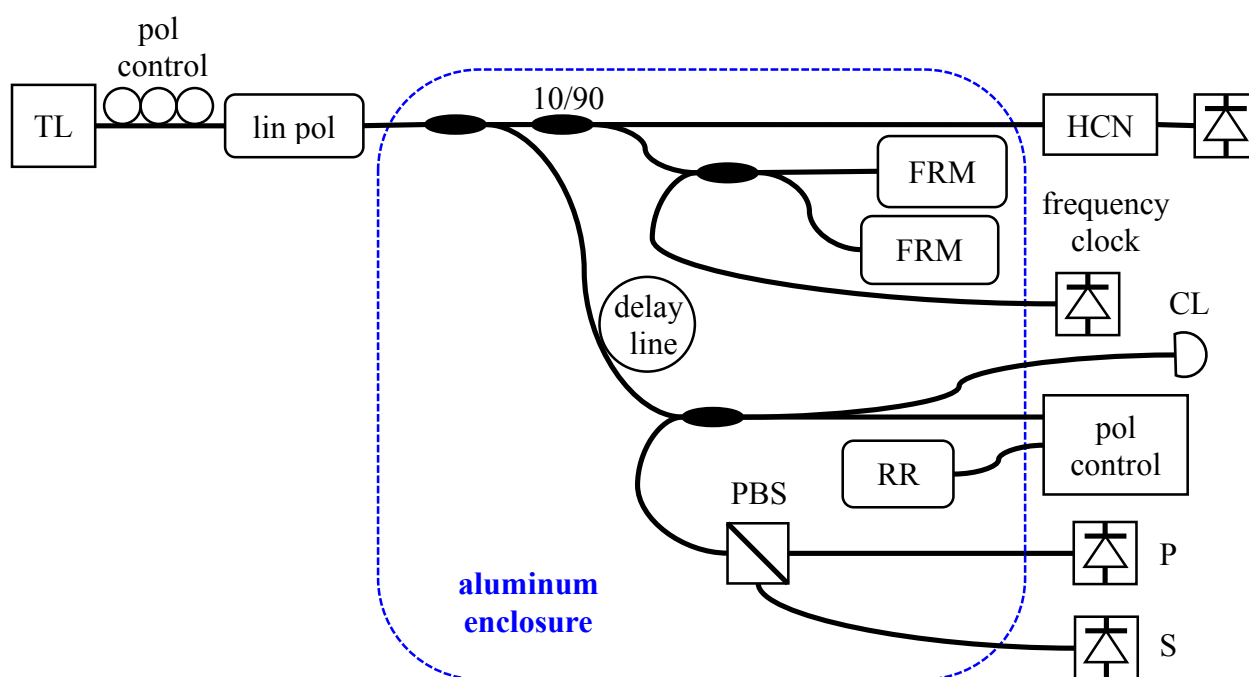 pol
control
TL
lin pol
10/90
HCN
FRM
FRM
frequency
clock
delay
line
CL
pol
control
RR
PBS
P
aluminum
enclosure
S